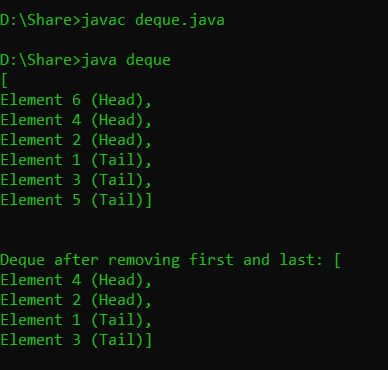 D:\Share>javac deque.java
D:\Share>java deque
[
Element 6 (Head),
Element 4 (Head),
Element 2 (Head),
Element 1 (Tail),
Element 3 (Tail),
Element 5 (Tail)]
Deque after removing first and last: [
Element 4 (Head),
Element 2 (Head),
Element 1 (Tail),
Element 3 (Tail)]